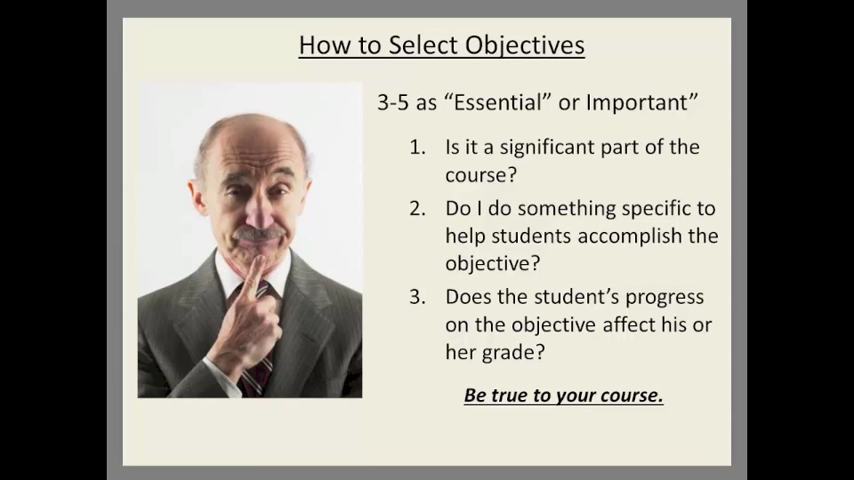 How to Select Objectives
3-5 as “Essential” or Important”
1. Is it a significant part of the
course?
2. Do I do something specific to
help students accomplish the
objective?
3. Does the student’s progress
on the objective affect his or
her grade?
Be true to your course.